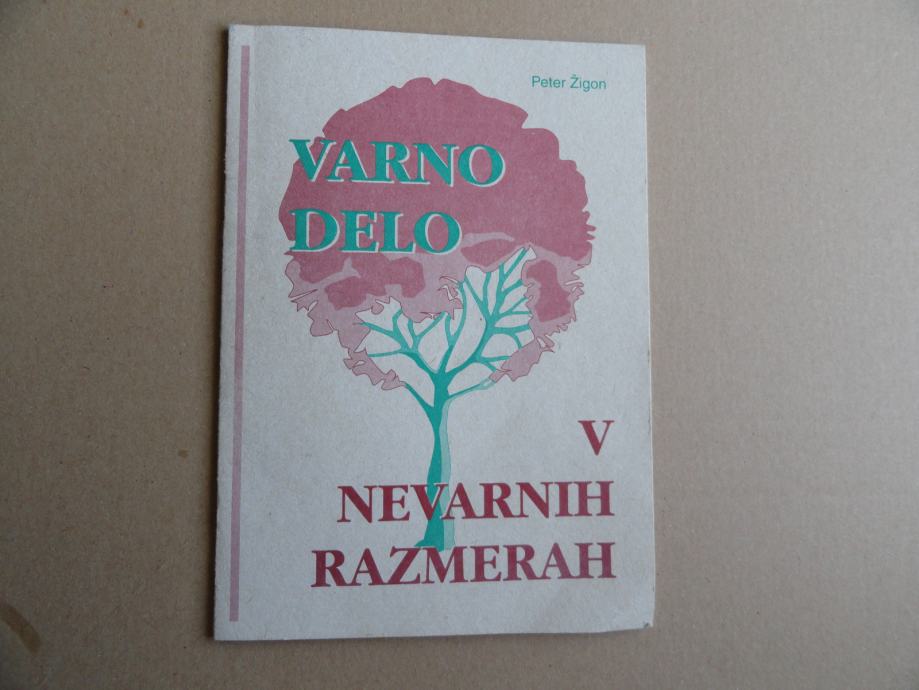 Peter Žigon
VARNO
DELO
V
NEVARNIH
RAZMERAH